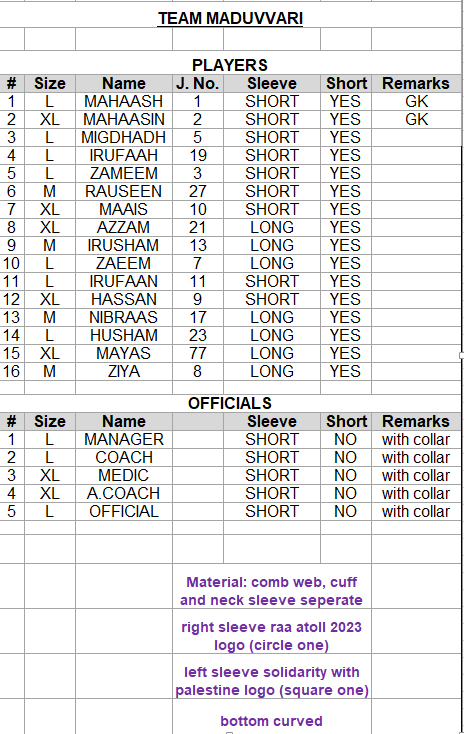 TEAM MADUVVARI
PLAYERS
# Size Name J. No. Sleeve Short Remarks
1 L MAHAASH 1 SHORT YES GK
2 XL MAHAASIN 2 SHORT YES GK
3 L MIGDHADH 5 SHORT YES
4 L IRUFAAH 19 SHORT YES
5 L ZAMEEM 3 SHORT YES
6 M RAUSEEN 27 SHORT YES
7 XL MAAIS 10 SHORT YES
8 XL AZZAM 21 LONG YES
9 M IRUSHAM 13 LONG YES
10 L ZAEEM 7 LONG YES
11 L IRUFAAN 11 SHORT YES
12 XL HASSAN 9 SHORT YES
13 M NIBRAAS 17 LONG YES
14 L HUSHAM 23 LONG YES
15 XL MAYAS 77 LONG YES
16 M ZIYA 8 LONG YES
OFFICIALS
# Size Name Sleeve Short Remarks
1 L MANAGER SHORT NO with collar
2 L COACH SHORT NO with collar
3 XL MEDIC SHORT NO with collar
4 XL A.COACH SHORT NO with collar
5 L OFFICIAL SHORT NO with collar
Material: comb web, cuff
and neck sleeve seperate
right sleeve raa atoll 2023
logo (circle one)
left sleeve solidarity with
palestine logo (square one)
bottom curved